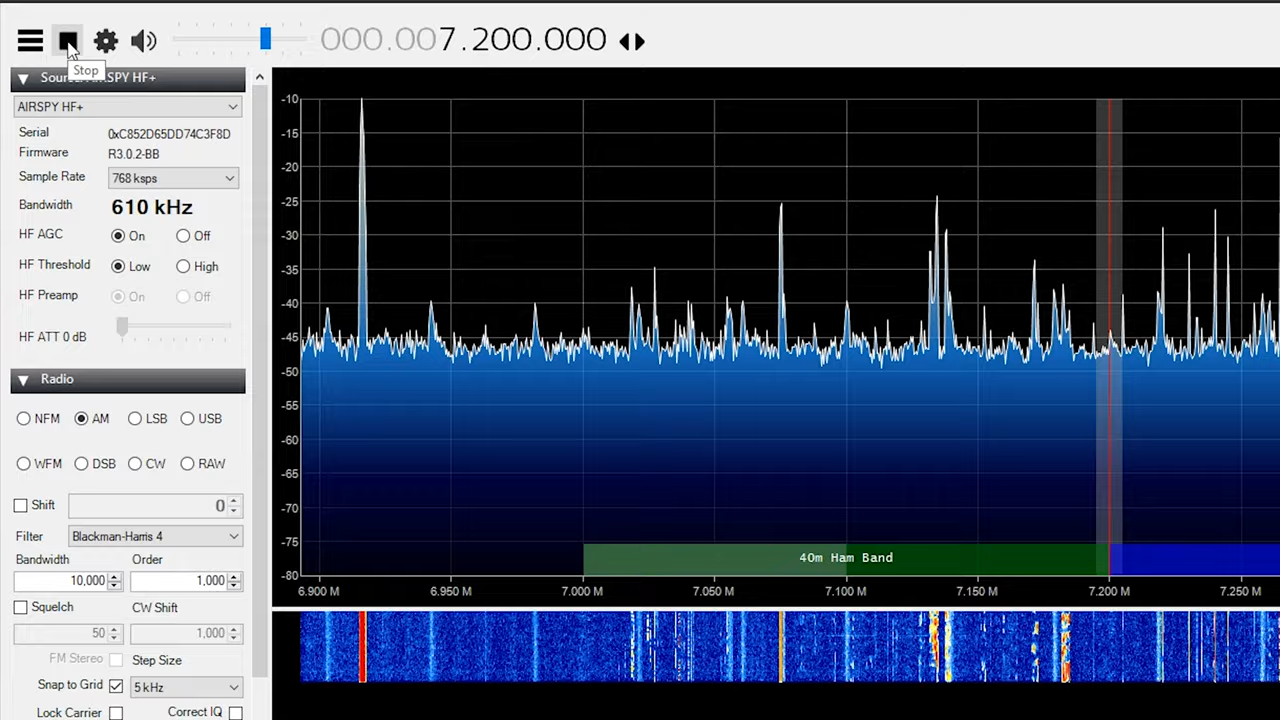 000.007.200.000
Stop
Source: AIRSPY HF+
AIRSPY HF+
Serial 0xC852D65DD74C3F8D
Firmware R3.0.2-BB
Sample Rate 768 ksps
Bandwidth 610 kHz
HF AGC On Off
HF Threshold Low High
HF Preamp On Off
HF ATT 0 dB
Radio
NFM AM LSB USB
WFM DSB CW RAW
Shift 0
Filter Blackman-Harris 4
Bandwidth Order
10,000 1,000
Squelch CW Shift
50 1,000
FM Stereo Step Size
Snap to Grid 5 kHz
Lock Carrier Correct IQ
-10
-15
-20
-25
-30
-35
-40
-45
-50
-55
-60
-65
-70
-75
-80
40m Ham Band
6.900 M 6.950 M 7.000 M 7.050 M 7.100 M 7.150 M 7.200 M 7.250 M